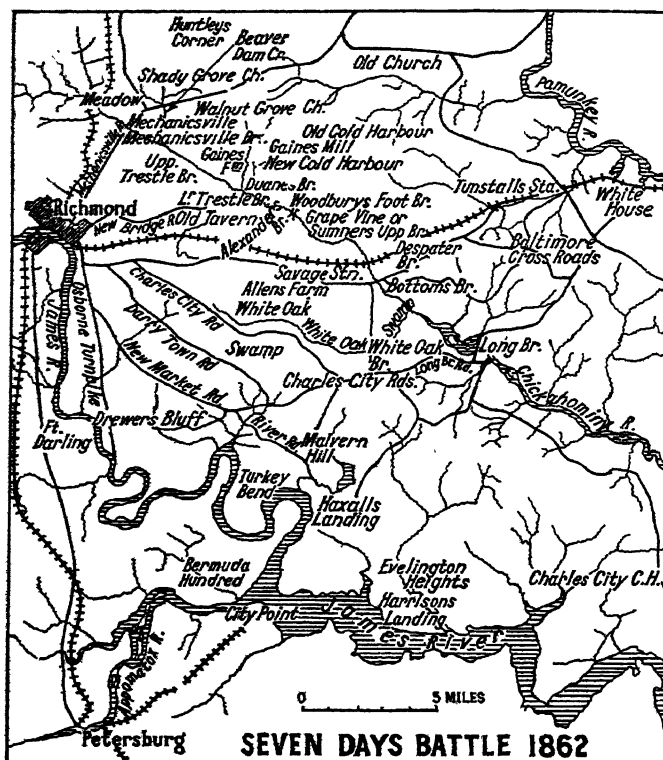 Huntleys
Corner
Beaver
Dam Cr.
Old Church
Pamunkey R.
Shady Grove Ch.
Meadow
Walnut Grove Ch.
Mechanicsville
Mechanicsville Br.
Old Cold Harbour
Gaines Mill
Upp.
Trestle Br.
Gaines
F
New Cold Harbour
Duane Br.
Tunstalls Sta.
White
House
Lr. Trestle Br.
Woodburys Foot Br.
Richmond
New Bridge R.
Old Tavern
Alexanders
Br.
Grape Vine or
Sumners Upp Br.
Despater
Br.
Baltimore
Cross Roads
Savage Stn.
Allens Farm
Bottoms Br.
White Oak
Charles City Rd
Swamp
James R.
Osborne Turnpike
Darby Town Rd
Swamp
White Oak
White Oak
Br.
Long Br.
Long Br. Rd.
New Market Rd
Charles City Rds.
Chickahominy
R.
Ft.
Darling
Drewers Bluff
River Rd
Malvern
Hill
Turkey
Bend
Haxalls
Landing
Bermuda
Hundred
Evelington
Heights
Charles City C.H.
City Point
Harrisons
Landing
James River
Appamatox R.
Petersburg
0 5 MILES
SEVEN DAYS BATTLE 1862